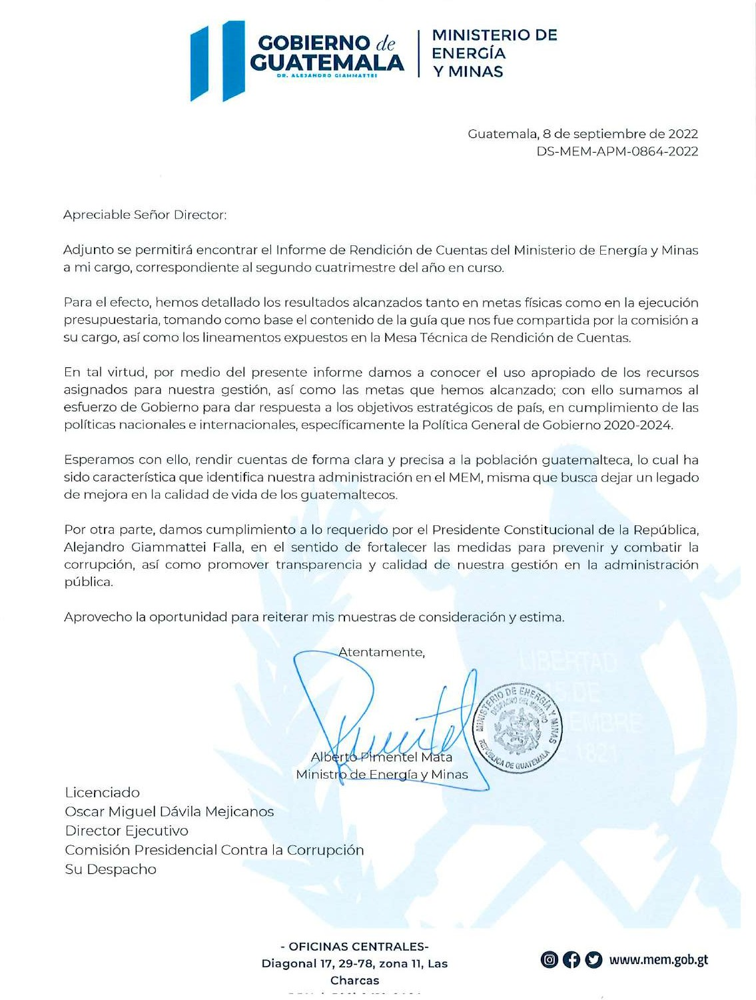 GOBIERNO de
GUATEMALA
DR. ALEJANDRO GIAMMATTEI
MINISTERIO DE
ENERGÍA
Y MINAS
Guatemala, 8 de septiembre de 2022
DS-MEM-APM-0864-2022
Apreciable Señor Director:
Adjunto se permitirá encontrar el Informe de Rendición de Cuentas del Ministerio de Energía y Minas
a mi cargo, correspondiente al segundo cuatrimestre del año en curso.
Para el efecto, hemos detallado los resultados alcanzados tanto en metas físicas como en la ejecución
presupuestaria, tomando como base el contenido de la guía que nos fue compartida por la comisión a
su cargo, así como los lineamentos expuestos en la Mesa Técnica de Rendición de Cuentas.
En tal virtud, por medio del presente informe damos a conocer el uso apropiado de los recursos
asignados para nuestra gestión, así como las metas que hemos alcanzado; con ello sumamos al
esfuerzo de Gobierno para dar respuesta a los objetivos estratégicos de país, en cumplimiento de las
políticas nacionales e internacionales, específicamente la Política General de Gobierno 2020-2024.
Esperamos con ello, rendir cuentas de forma clara y precisa a la población guatemalteca, lo cual ha
sido característica que identifica nuestra administración en el MEM, misma que busca dejar un legado
de mejora en la calidad de vida de los guatemaltecos.
Por otra parte, damos cumplimiento a lo requerido por el Presidente Constitucional de la República,
Alejandro Giammattei Falla, en el sentido de fortalecer las medidas para prevenir y combatir la
corrupción, así como promover transparencia y calidad de nuestra gestión en la administración
pública.
Aprovecho la oportunidad para reiterar mis muestras de consideración y estima.
Atentamente,
LIBERTAD
15 DE
EMBRE
1821
Pimentel
MINISTERIO DE ENERGÍA Y MINAS
DESPACHO DEL MINISTRO
REPÚBLICA DE GUATEMALA
Alberto Pimentel Mata
Ministro de Energía y Minas
Licenciado
Oscar Miguel Dávila Mejicanos
Director Ejecutivo
Comisión Presidencial Contra la Corrupción
Su Despacho
- OFICINAS CENTRALES-
Diagonal 17, 29-78, zona 11, Las
Charcas
www.mem.gob.gt